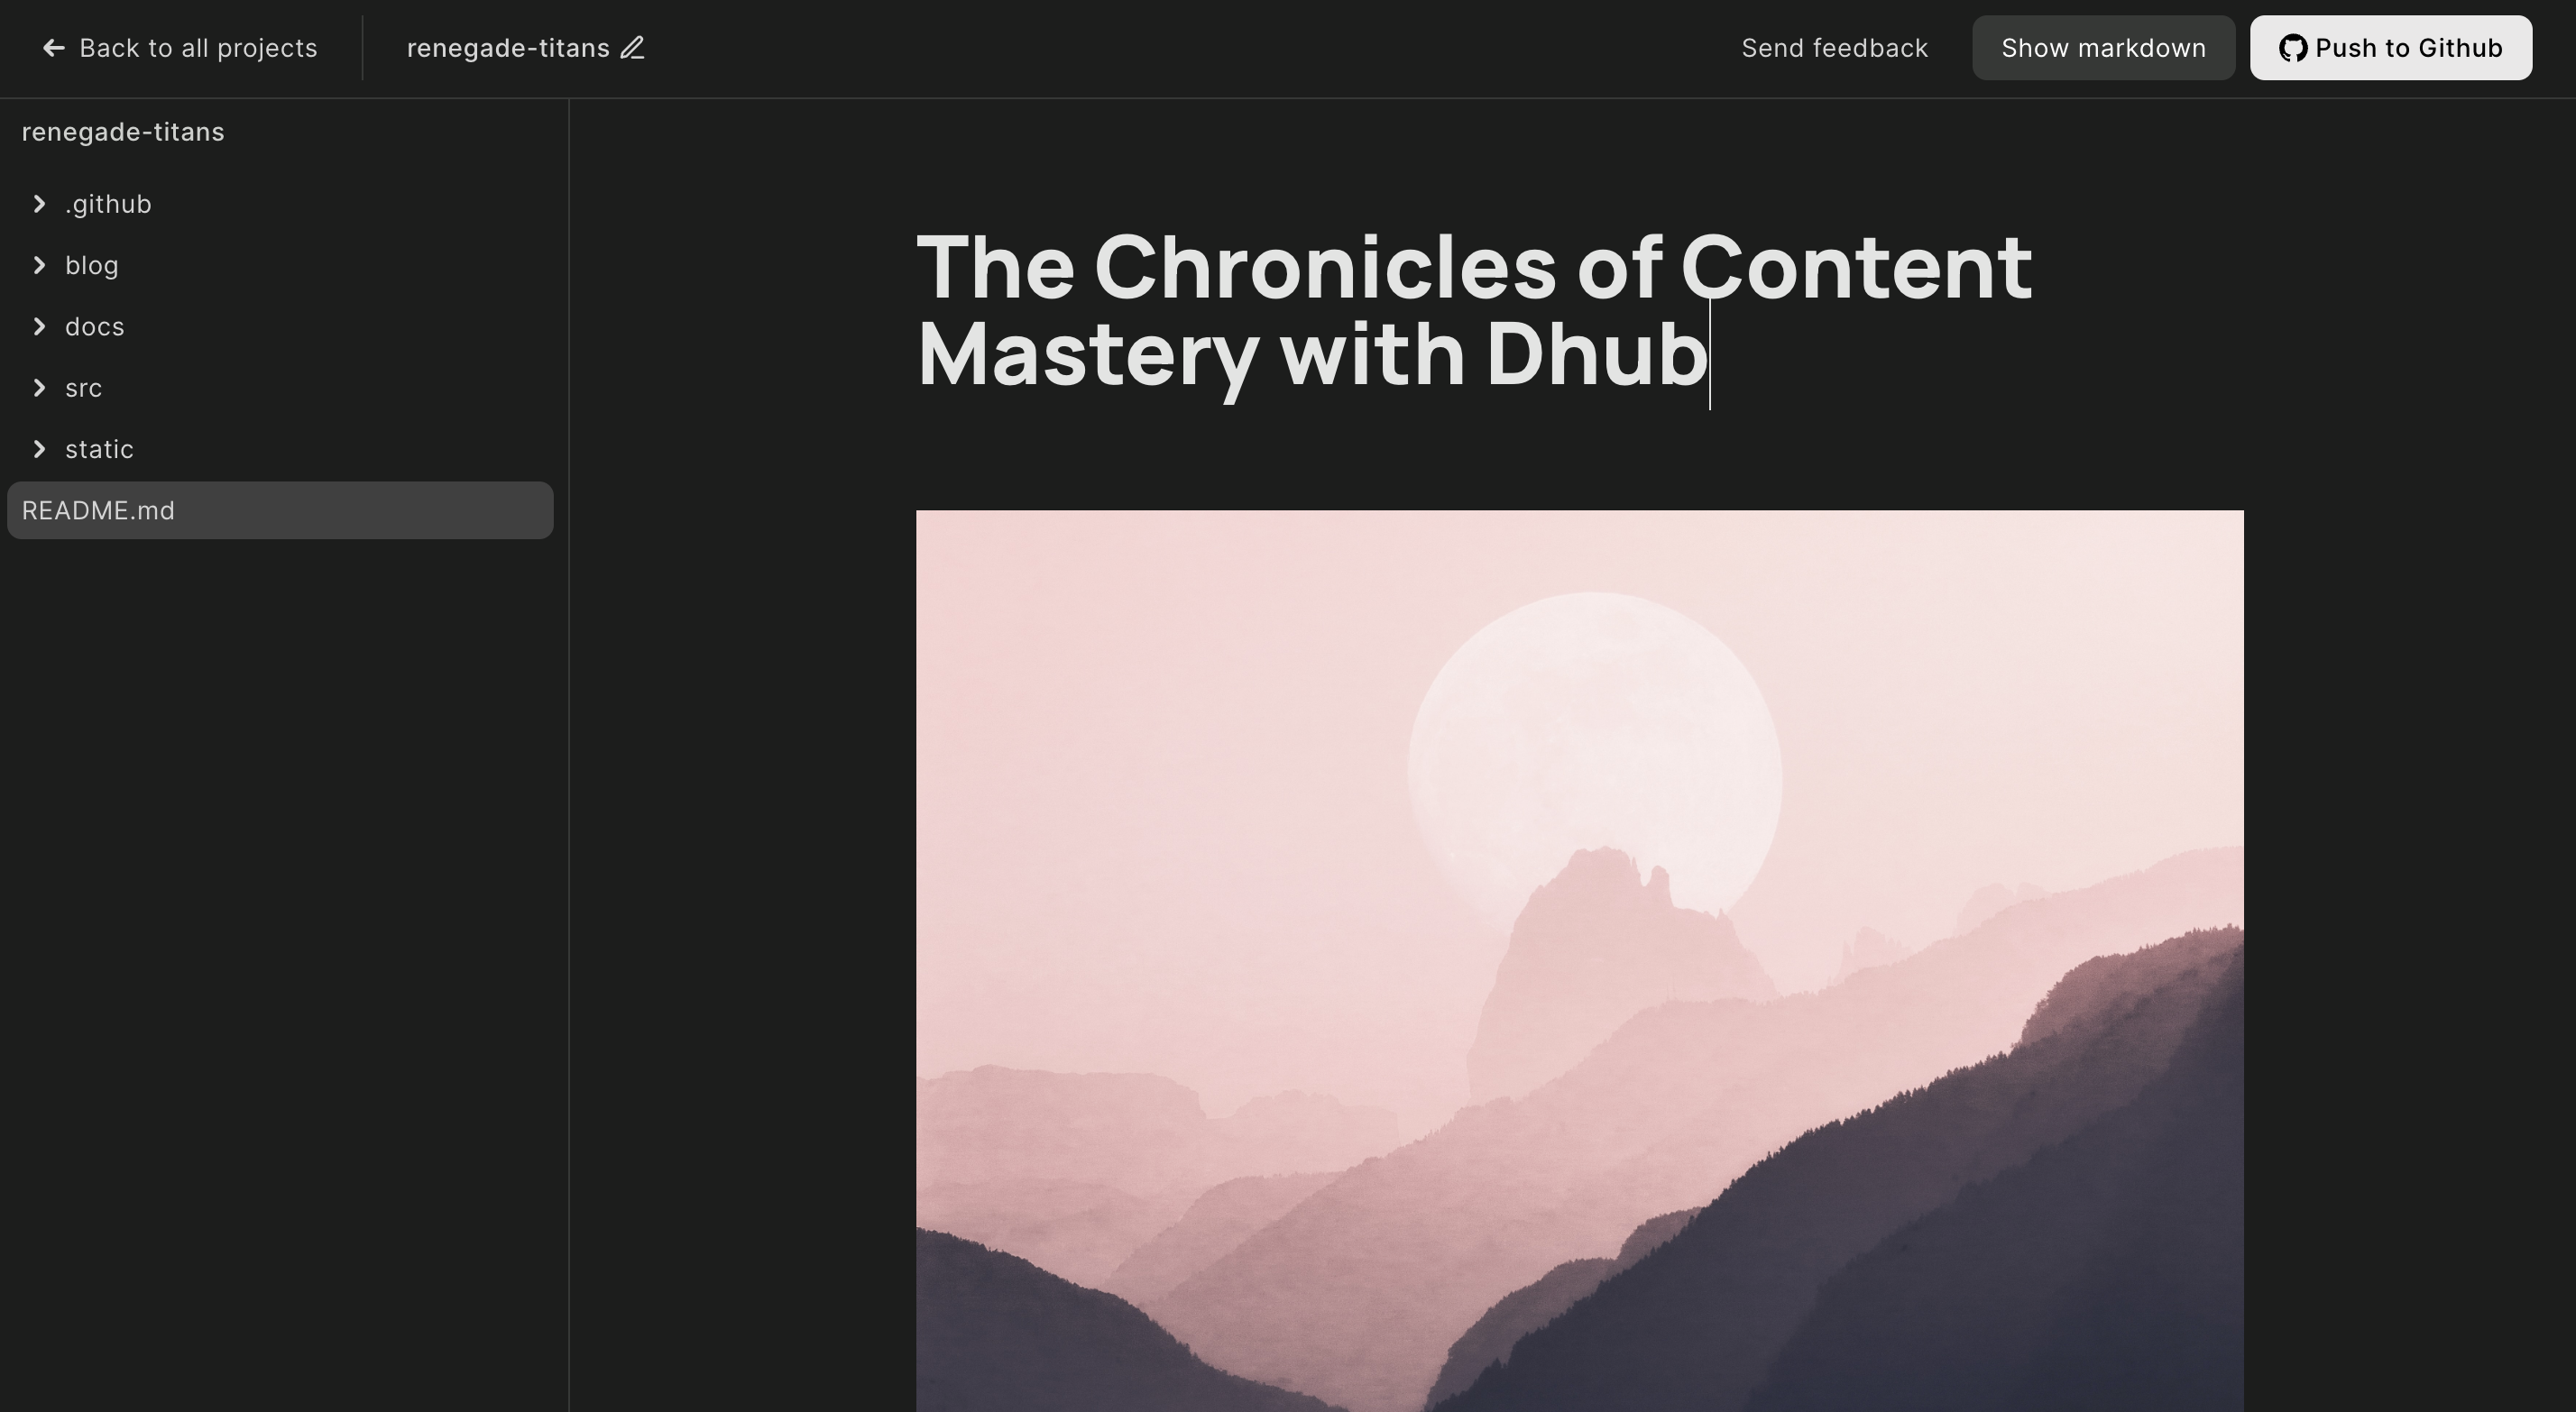 Back to all projects
renegade-titans
Send feedback
Show markdown
Push to Github
renegade-titans
.github
blog
docs
src
static
README.md
The Chronicles of Content
Mastery with Dhub